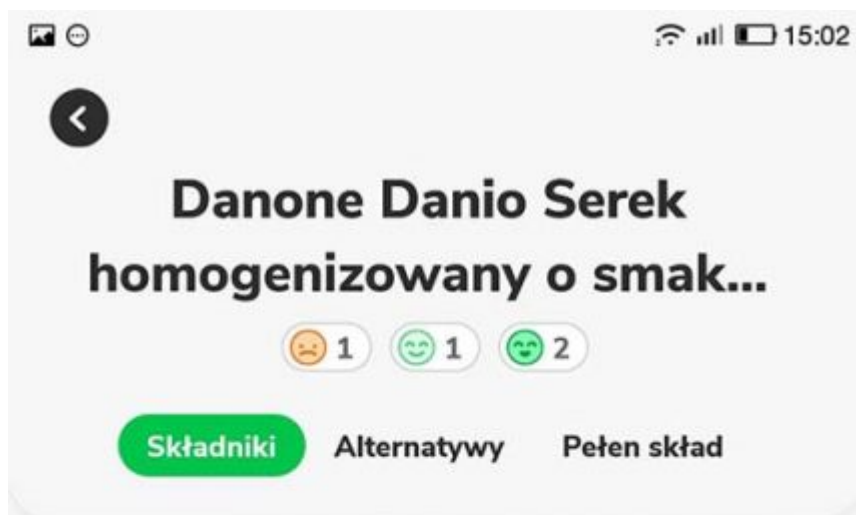 15:02
Danone Danio Serek
homogenizowany o smak...
1 1 2
Składniki Alternatywy Pełen skład